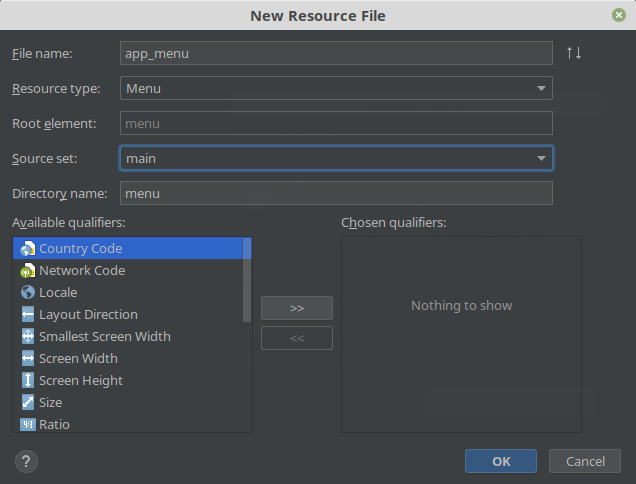 New Resource File
File name: app_menu
Resource type: Menu
Root element: menu
Source set: main
Directory name: menu
Available qualifiers: Chosen qualifiers:
Country Code
Network Code
Locale
Layout Direction
Smallest Screen Width
Screen Width
Screen Height
Size
4:3 Ratio
>>
<<
Nothing to show
? OK Cancel